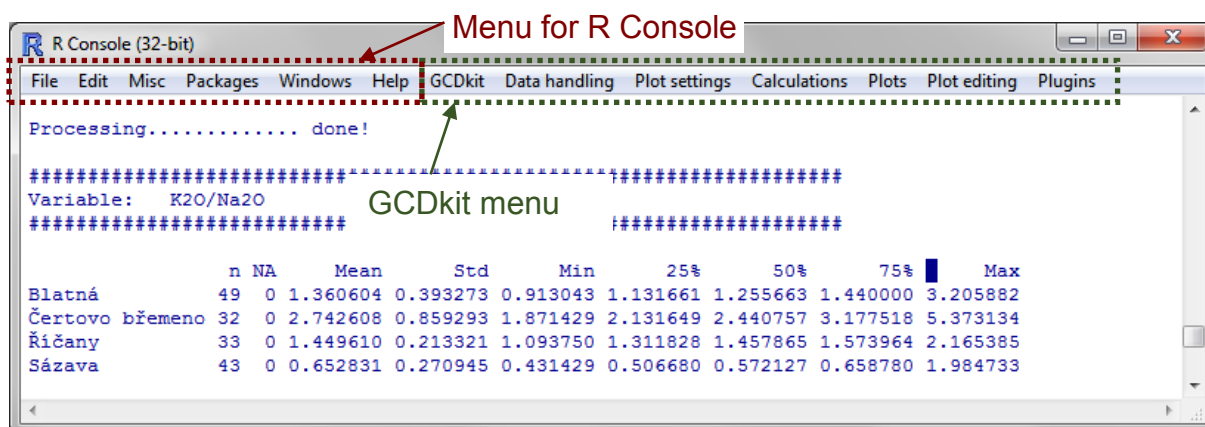 Menu for R Console
R Console (32-bit)
File Edit Misc Packages Windows Help GCDkit Data handling Plot settings Calculations Plots Plot editing Plugins
Processing............. done!
########################### ####################
Variable: K2O/Na2O
GCDkit menu
########################### ####################
n NA Mean Std Min 25% 50% 75% Max
Blatná 49 0 1.360604 0.393273 0.913043 1.131661 1.255663 1.440000 3.205882
Čertovo břemeno 32 0 2.742608 0.859293 1.871429 2.131649 2.440757 3.177518 5.373134
Říčany 33 0 1.449610 0.213321 1.093750 1.311828 1.457865 1.573964 2.165385
Sázava 43 0 0.652831 0.270945 0.431429 0.506680 0.572127 0.658780 1.984733